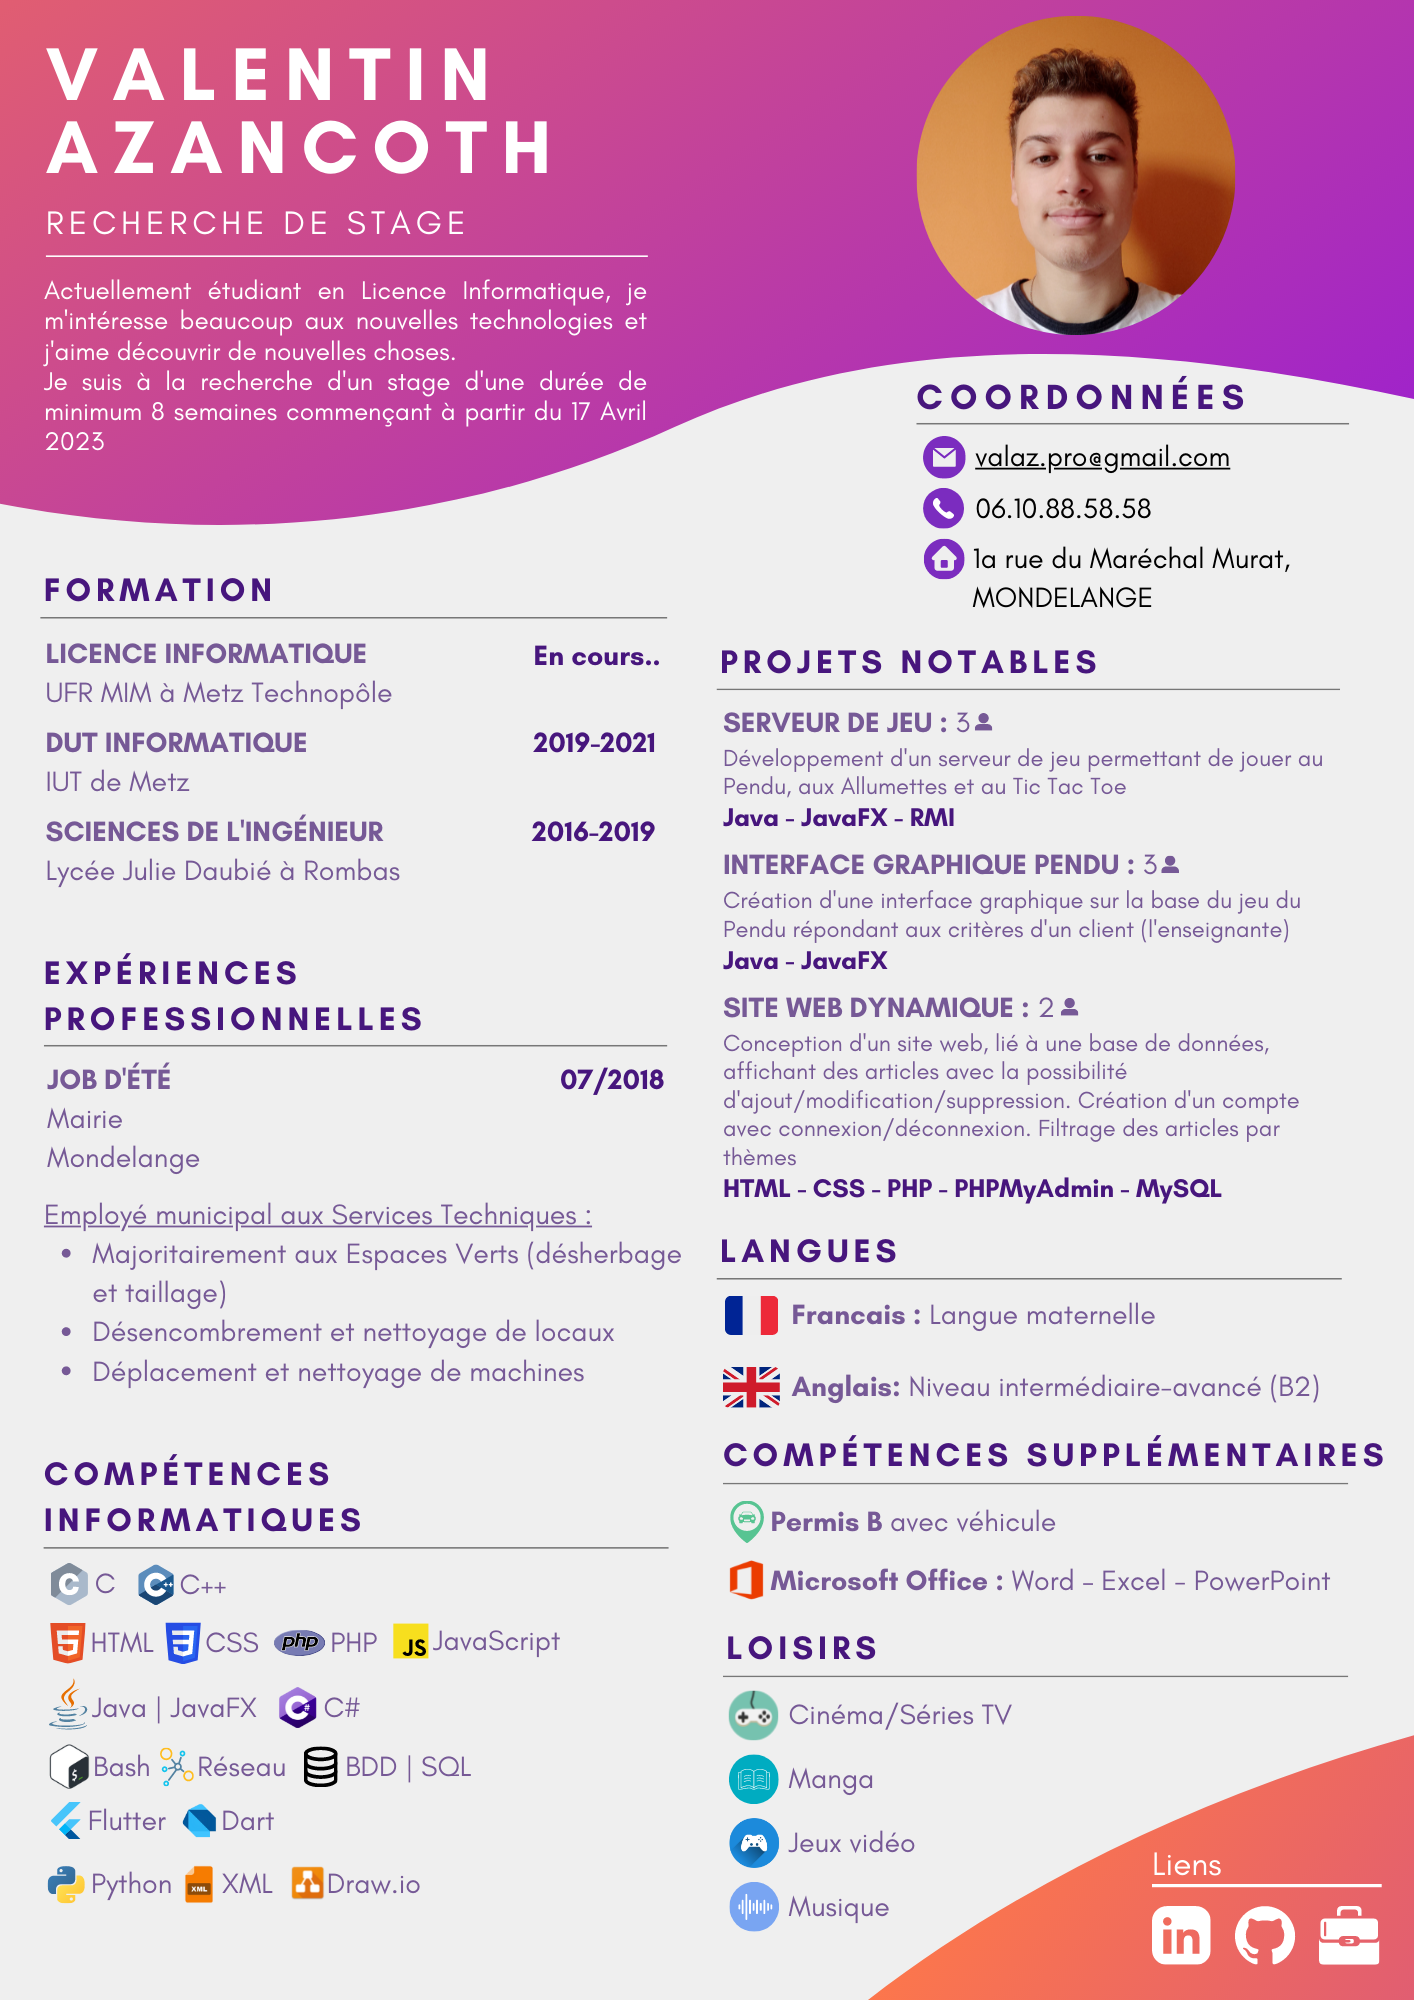 VALENTIN
AZANCOTH
RECHERCHE DE STAGE
Actuellement étudiant en Licence Informatique, je
m'intéresse beaucoup aux nouvelles technologies et
j'aime découvrir de nouvelles choses.
Je suis à la recherche d'un stage d'une durée de
minimum 8 semaines commençant à partir du 17 Avril
2023
COORDONNÉES
valaz.pro@gmail.com
06.10.88.58.58
1a rue du Maréchal Murat,
MONDELANGE
FORMATION
LICENCE INFORMATIQUE En cours..
UFR MIM à Metz Technopôle
DUT INFORMATIQUE 2019-2021
IUT de Metz
SCIENCES DE L'INGÉNIEUR 2016-2019
Lycée Julie Daubié à Rombas
EXPÉRIENCES
PROFESSIONNELLES
JOB D'ÉTÉ 07/2018
Mairie
Mondelange
Employé municipal aux Services Techniques :
• Majoritairement aux Espaces Verts (désherbage
et taillage)
• Désencombrement et nettoyage de locaux
• Déplacement et nettoyage de machines
COMPÉTENCES
INFORMATIQUES
C C C++ C++
HTML CSS php PHP JS JavaScript
Java | JavaFX C# C#
Bash Réseau BDD | SQL
Flutter Dart
Python XML XML Draw.io
PROJETS NOTABLES
SERVEUR DE JEU : 3
Développement d'un serveur de jeu permettant de jouer au
Pendu, aux Allumettes et au Tic Tac Toe
Java - JavaFX - RMI
INTERFACE GRAPHIQUE PENDU : 3
Création d'une interface graphique sur la base du jeu du
Pendu répondant aux critères d'un client (l'enseignante)
Java - JavaFX
SITE WEB DYNAMIQUE : 2
Conception d'un site web, lié à une base de données,
affichant des articles avec la possibilité
d'ajout/modification/suppression. Création d'un compte
avec connexion/déconnexion. Filtrage des articles par
thèmes
HTML - CSS - PHP - PHPMyAdmin - MySQL
LANGUES
Francais : Langue maternelle
Anglais: Niveau intermédiaire-avancé (B2)
COMPÉTENCES SUPPLÉMENTAIRES
Permis B avec véhicule
Microsoft Office : Word - Excel - PowerPoint
LOISIRS
Cinéma/Séries TV
Manga
Jeux vidéo
Musique
Liens
in